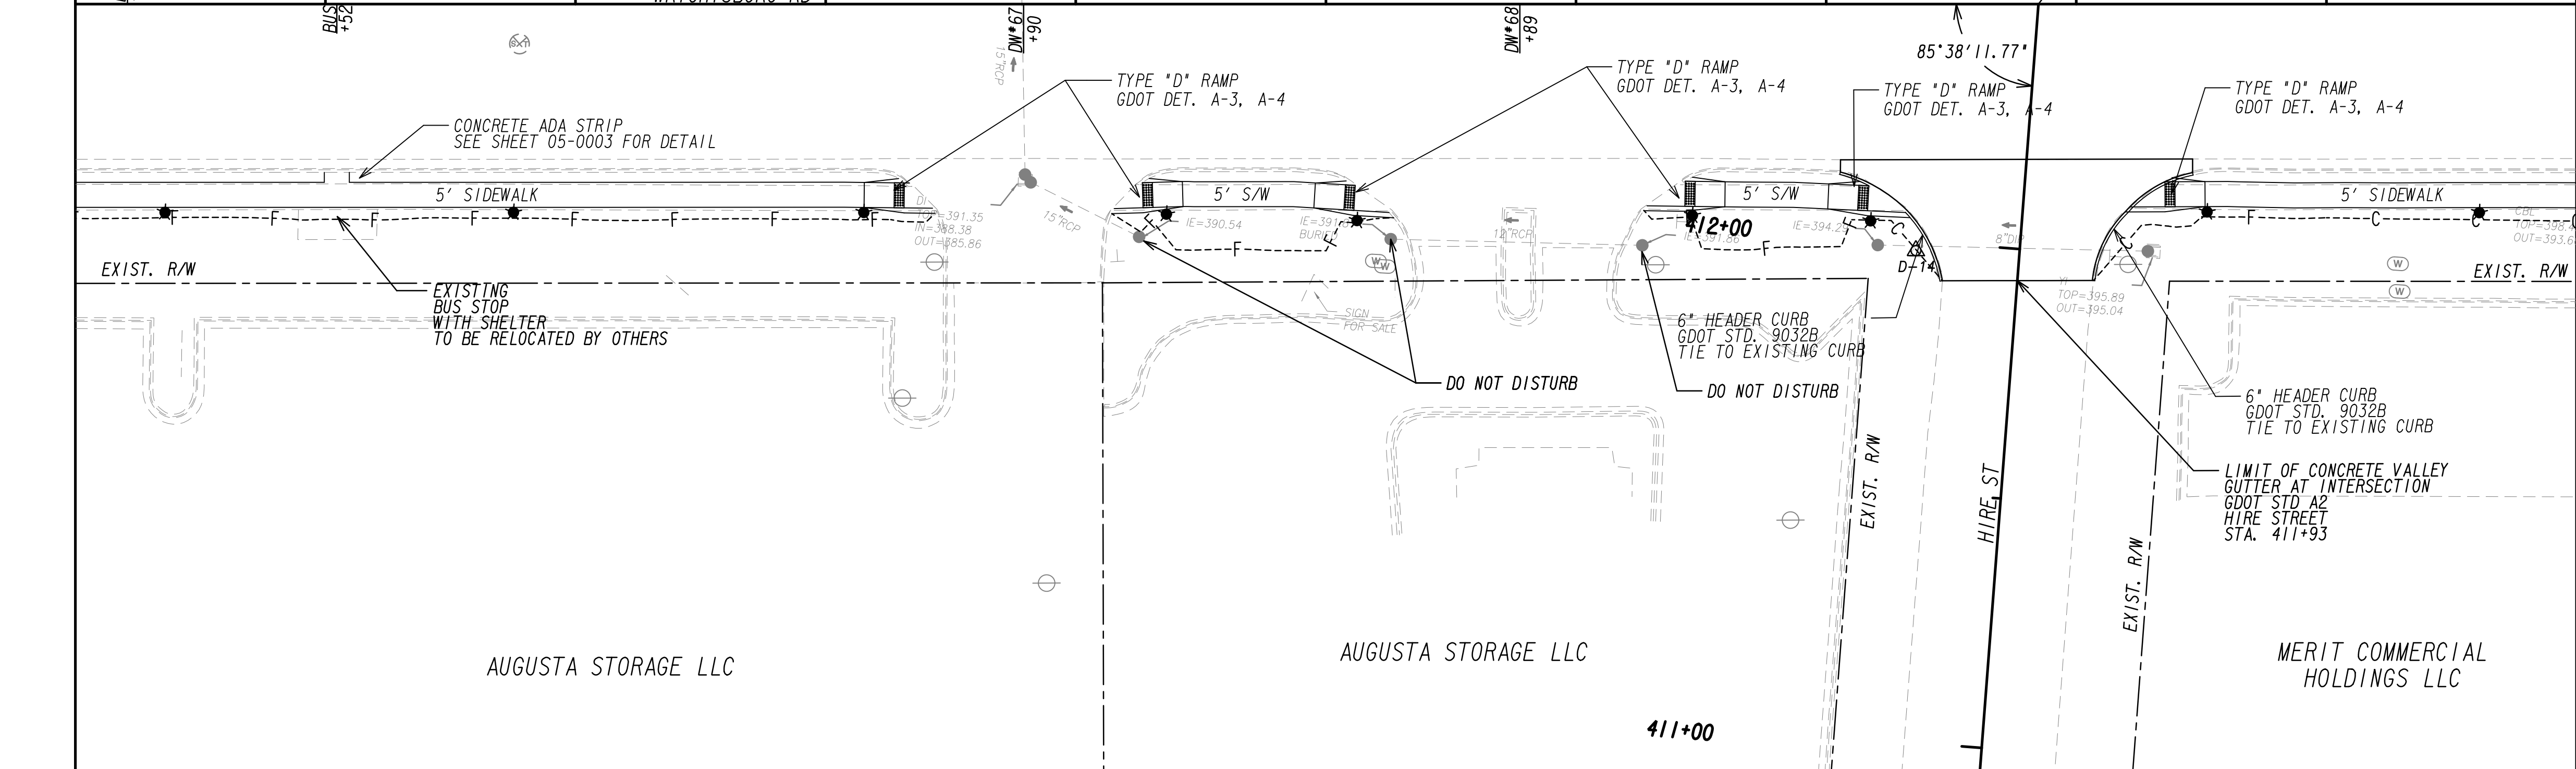 BUS
+52
DW#67
+90
DW#68
+89
85°38'11.77"
15"RCP
TYPE "D" RAMP
GDOT DET. A-3, A-4
TYPE "D" RAMP
GDOT DET. A-3, A-4
TYPE "D" RAMP
GDOT DET. A-3, A-4
TYPE "D" RAMP
GDOT DET. A-3, A-4
CONCRETE ADA STRIP
SEE SHEET 05-0003 FOR DETAIL
5' SIDEWALK
5' S/W
5' S/W
5' SIDEWALK
F
F
F
F
F
F
F
F
DI
TOP=391.35
IN=388.38
OUT=385.86
15"RCP
F
IE=390.54
F
F
BURIED
12"RCP
412+00
IE=391.86
F
IE=394.29
F
C
D-14
8"DIP
C
F
C
C
CBL
W
W
W
W
EXIST. R/W
EXIST. R/W
YI
TOP=395.89
OUT=395.04
EXISTING
BUS STOP
WITH SHELTER
TO BE RELOCATED BY OTHERS
SIGN
FOR SALE
6" HEADER CURB
GDOT STD. 9032B
TIE TO EXISTING CURB
DO NOT DISTURB
DO NOT DISTURB
6" HEADER CURB
GDOT STD. 9032B
TIE TO EXISTING CURB
EXIST. R/W
HIRE ST
EXIST. R/W
LIMIT OF CONCRETE VALLEY
GUTTER AT INTERSECTION
GDOT STD A2
HIRE STREET
STA. 411+93
AUGUSTA STORAGE LLC
AUGUSTA STORAGE LLC
MERIT COMMERCIAL
HOLDINGS LLC
411+00